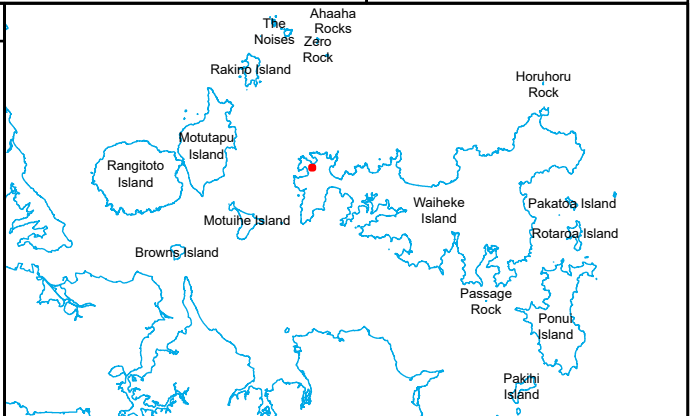 The
Noises
Ahaaha
Rocks
Zero
Rock
Rakino Island
Horuhoru
Rock
Motutapu
Island
Rangitoto
Island
Waiheke
Island
Pakatoa Island
Motuihe Island
Rotaroa Island
Browns Island
Passage
Rock
Ponui
Island
Pakihi
Island